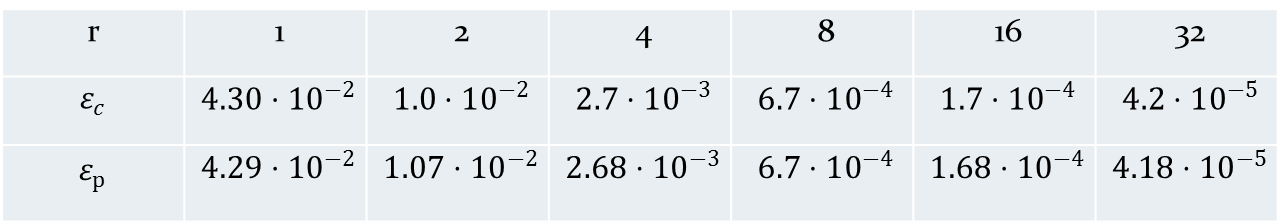 r 1 2 4 8 16 32
ε_c 4.30 · 10⁻² 1.0 · 10⁻² 2.7 · 10⁻³ 6.7 · 10⁻⁴ 1.7 · 10⁻⁴ 4.2 · 10⁻⁵
ε_p 4.29 · 10⁻² 1.07 · 10⁻² 2.68 · 10⁻³ 6.7 · 10⁻⁴ 1.68 · 10⁻⁴ 4.18 · 10⁻⁵